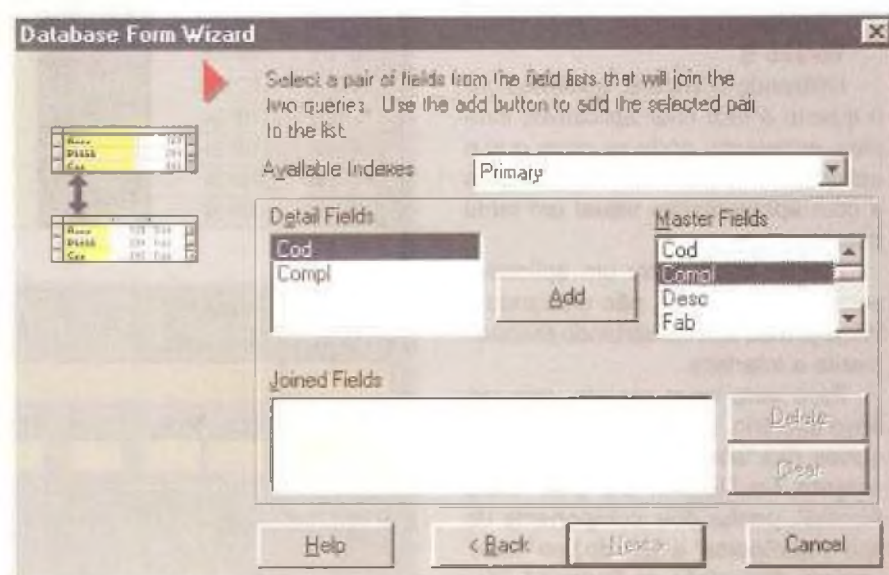 Database Form Wizard
Select a pair of fields from the field lists that will join the
two queries. Use the add button to add the selected pair
to the list.
Available Indexes
Primary
Detail Fields
Master Fields
Cod
Compl
Add
Cod
Compl
Desc
Fab
Joined Fields
Delete
Clear
Help
< Back
Next >
Cancel